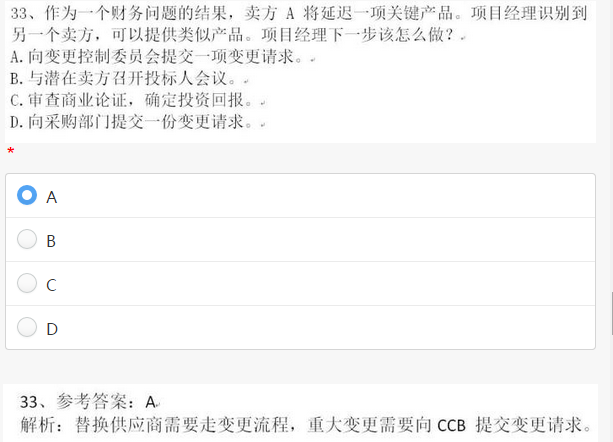 33、作为一个财务问题的结果，卖方 A 将延迟一项关键产品。项目经理识别到
另一个卖方，可以提供类似产品。项目经理下一步该怎么做？
A.向变更控制委员会提交一项变更请求。
B.与潜在卖方召开投标人会议。
C.审查商业论证，确定投资回报。
D.向采购部门提交一份变更请求。
*
A
B
C
D
33、参考答案：A
解析：替换供应商需要走变更流程，重大变更需要向 CCB 提交变更请求。